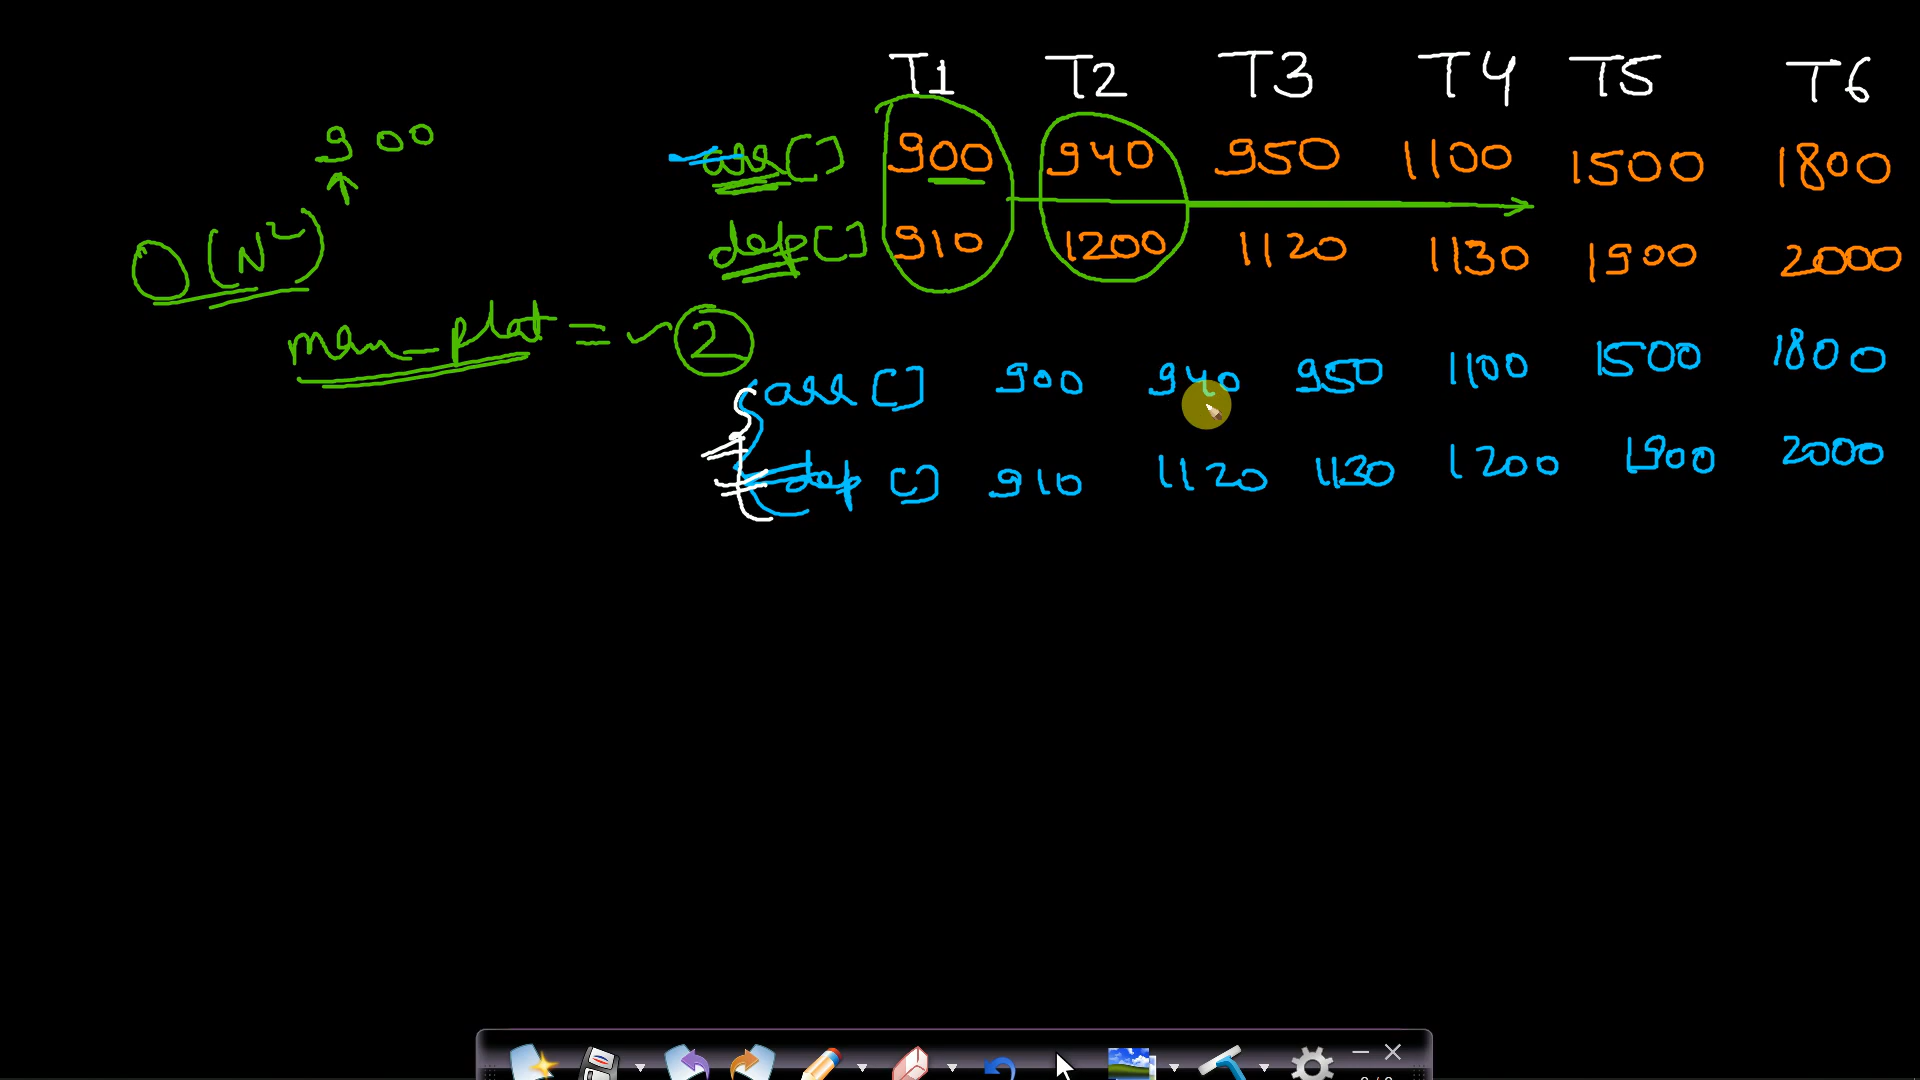 T1 T2 T3 T4 T5 T6
arr[] 900 940 950 1100 1500 1800
dep[] 910 1200 1120 1130 1900 2000
900
O(N²)
max_plat = 2
arr[] 900 940 950 1100 1500 1800
dep[] 910 1120 1130 1200 1900 2000